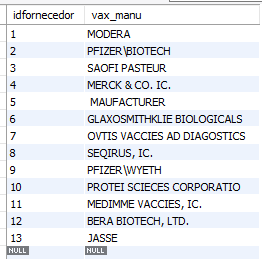 idfornecedor vax_manu
1 MODERA
2 PFIZER\BIOTECH
3 SAOFI PASTEUR
4 MERCK & CO. IC.
5 MAUFACTURER
6 GLAXOSMITHKLIE BIOLOGICALS
7 OVTIS VACCIES AD DIAGOSTICS
8 SEQIRUS, IC.
9 PFIZER\WYETH
10 PROTEI SCIECES CORPORATIO
11 MEDIMME VACCIES, IC.
12 BERA BIOTECH, LTD.
13 JASSE
NULL NULL